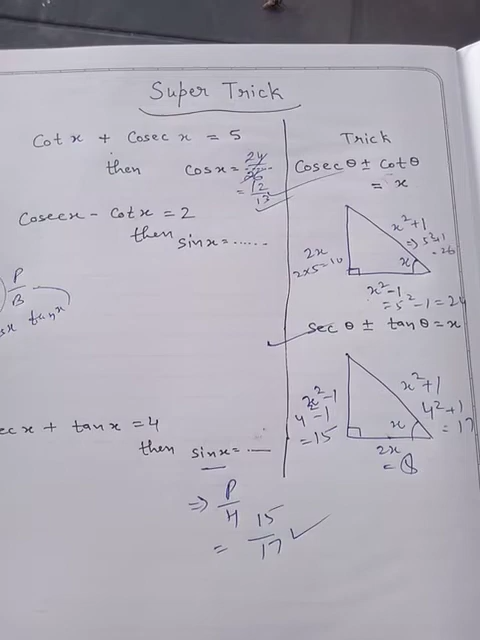 Super Trick
Cot x + Cosec x = 5
then cos x = 24/26
= 12/13
Cosec x - Cot x = 2
then sin x = ......
P/B
tan x
ec x + tan x = 4
then sin x = —
⇒ P/H
= 15/17 ✓
Trick
Cosec θ ± Cot θ
= x
x²+1
⇒ 5²+1
= 26
2x
2x5=10
x
x²-1
= 5²-1 = 24
sec θ ± tan θ = x
x²-1
4²-1
= 15
x²+1
4²+1
= 17
x
2x
= 8